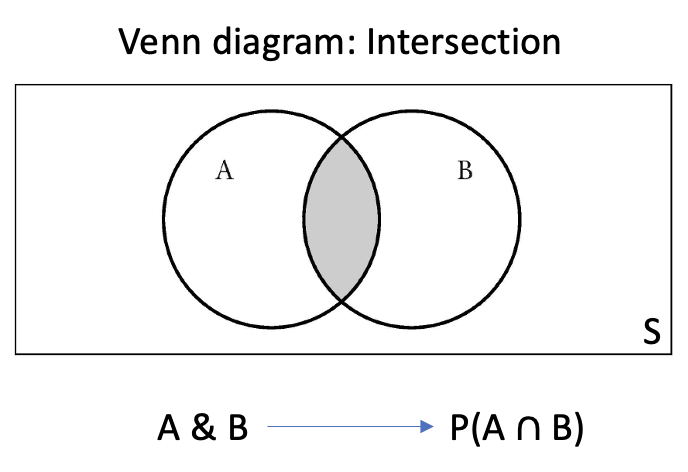 Venn diagram: Intersection
A
B
S
A & B
P(A ∩ B)